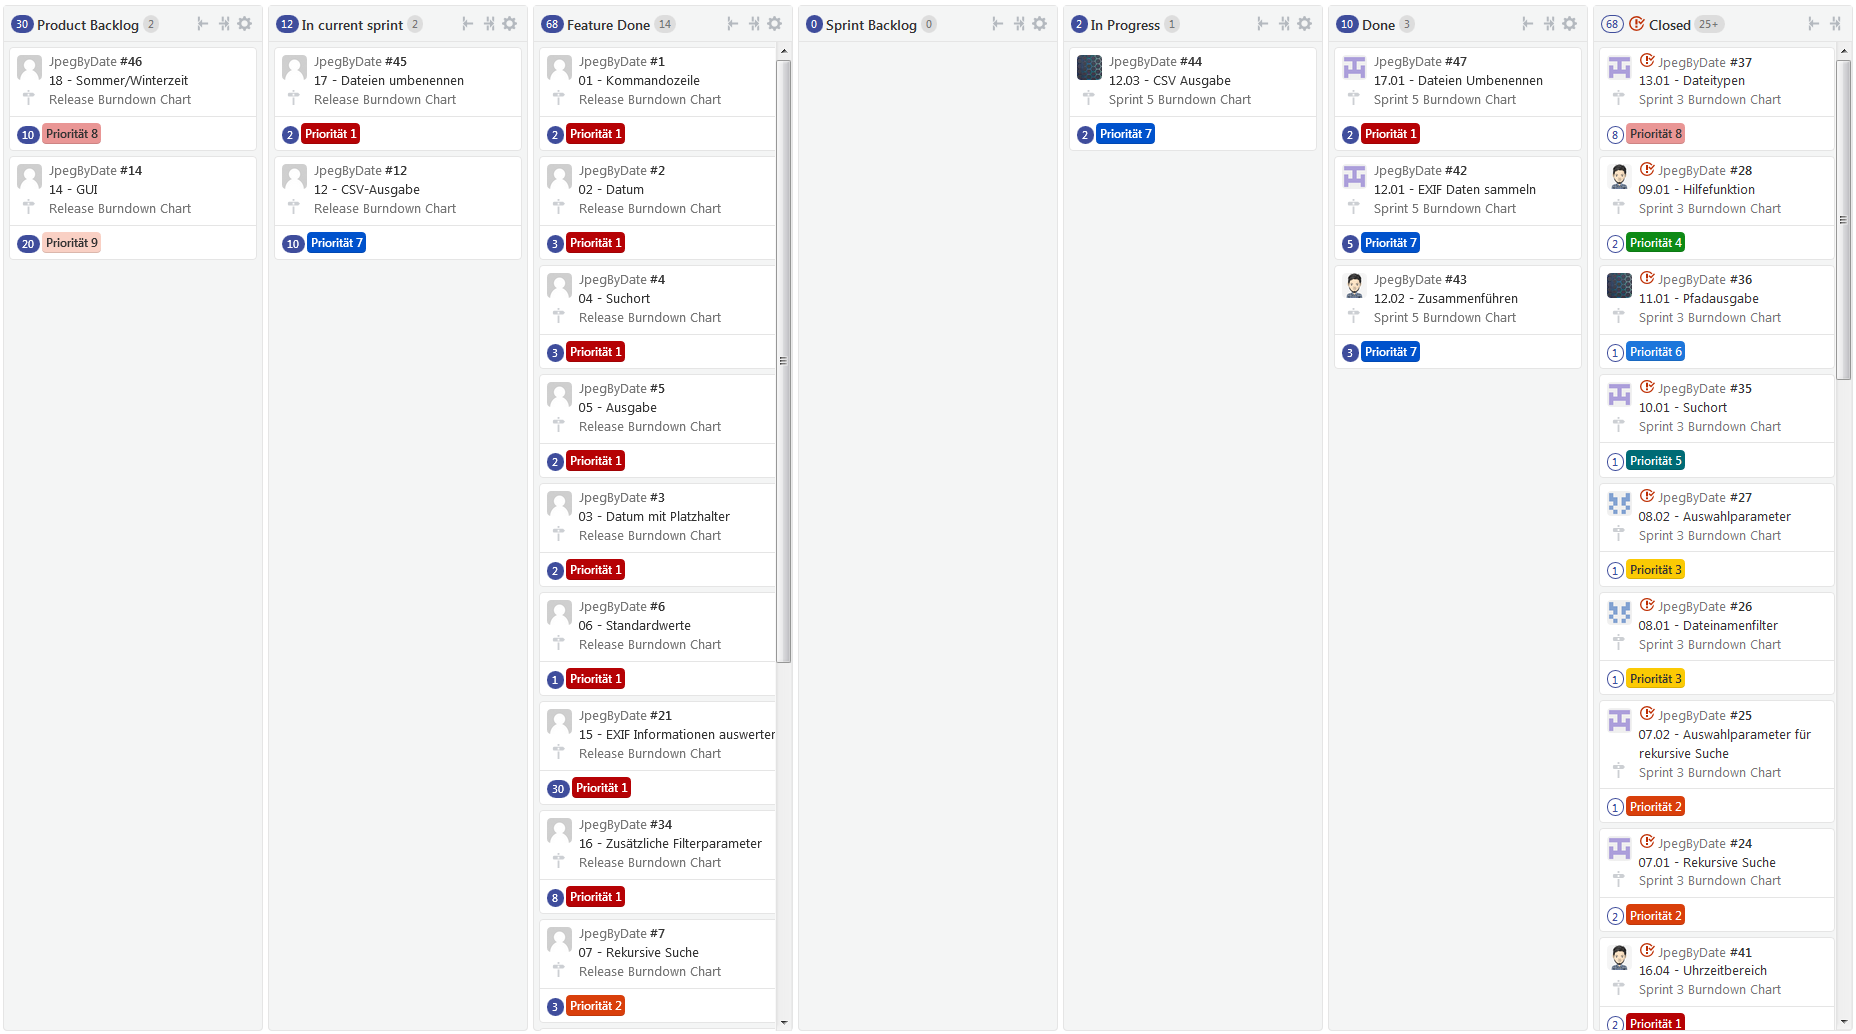 30 Product Backlog 2
JpegByDate #46
18 - Sommer/Winterzeit
Release Burndown Chart
10 Priorität 8
JpegByDate #14
14 - GUI
Release Burndown Chart
20 Priorität 9
12 In current sprint 2
JpegByDate #45
17 - Dateien umbenennen
Release Burndown Chart
2 Priorität 1
JpegByDate #12
12 - CSV-Ausgabe
Release Burndown Chart
10 Priorität 7
68 Feature Done 14
JpegByDate #1
01 - Kommandozeile
Release Burndown Chart
2 Priorität 1
JpegByDate #2
02 - Datum
Release Burndown Chart
3 Priorität 1
JpegByDate #4
04 - Suchort
Release Burndown Chart
3 Priorität 1
JpegByDate #5
05 - Ausgabe
Release Burndown Chart
2 Priorität 1
JpegByDate #3
03 - Datum mit Platzhalter
Release Burndown Chart
2 Priorität 1
JpegByDate #6
06 - Standardwerte
Release Burndown Chart
1 Priorität 1
JpegByDate #21
15 - EXIF Informationen auswerten
Release Burndown Chart
30 Priorität 1
JpegByDate #34
16 - Zusätzliche Filterparameter
Release Burndown Chart
8 Priorität 1
JpegByDate #7
07 - Rekursive Suche
Release Burndown Chart
3 Priorität 2
0 Sprint Backlog 0
2 In Progress 1
JpegByDate #44
12.03 - CSV Ausgabe
Sprint 5 Burndown Chart
2 Priorität 7
10 Done 3
JpegByDate #47
17.01 - Dateien Umbenennen
Sprint 5 Burndown Chart
2 Priorität 1
JpegByDate #42
12.01 - EXIF Daten sammeln
Sprint 5 Burndown Chart
5 Priorität 7
JpegByDate #43
12.02 - Zusammenführen
Sprint 5 Burndown Chart
3 Priorität 7
68 Closed 25+
JpegByDate #37
13.01 - Dateitypen
Sprint 3 Burndown Chart
8 Priorität 8
JpegByDate #28
09.01 - Hilfefunktion
Sprint 3 Burndown Chart
2 Priorität 4
JpegByDate #36
11.01 - Pfadausgabe
Sprint 3 Burndown Chart
1 Priorität 6
JpegByDate #35
10.01 - Suchort
Sprint 3 Burndown Chart
1 Priorität 5
JpegByDate #27
08.02 - Auswahlparameter
Sprint 3 Burndown Chart
1 Priorität 3
JpegByDate #26
08.01 - Dateinamenfilter
Sprint 3 Burndown Chart
1 Priorität 3
JpegByDate #25
07.02 - Auswahlparameter für
rekursive Suche
Sprint 3 Burndown Chart
1 Priorität 2
JpegByDate #24
07.01 - Rekursive Suche
Sprint 3 Burndown Chart
2 Priorität 2
JpegByDate #41
16.04 - Uhrzeitbereich
Sprint 3 Burndown Chart
2 Priorität 1